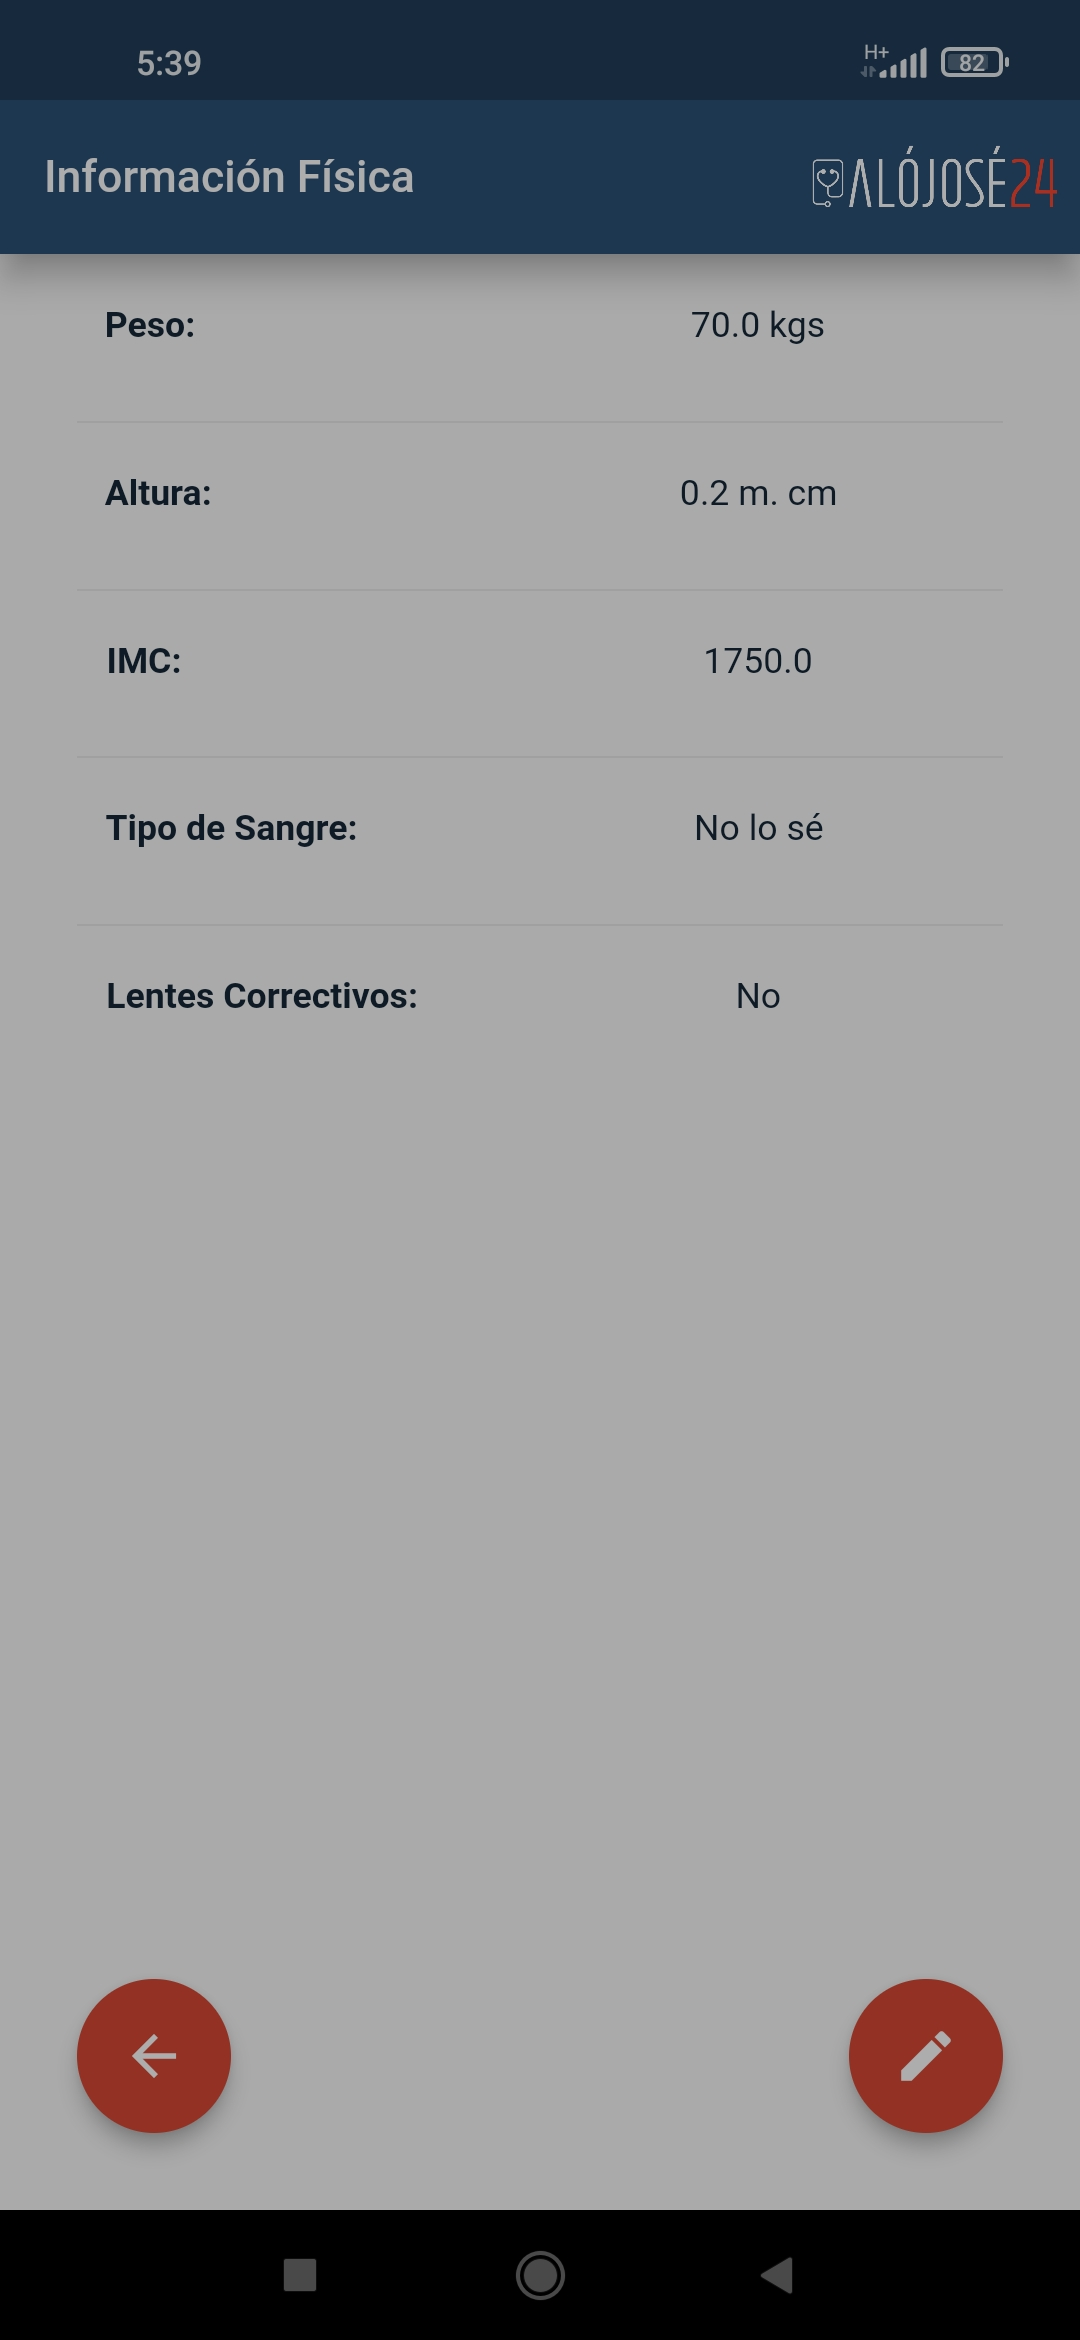 5:39
H+
82
Información Física
ALÓJOSÉ24
Peso:
70.0 kgs
Altura:
0.2 m. cm
IMC:
1750.0
Tipo de Sangre:
No lo sé
Lentes Correctivos:
No